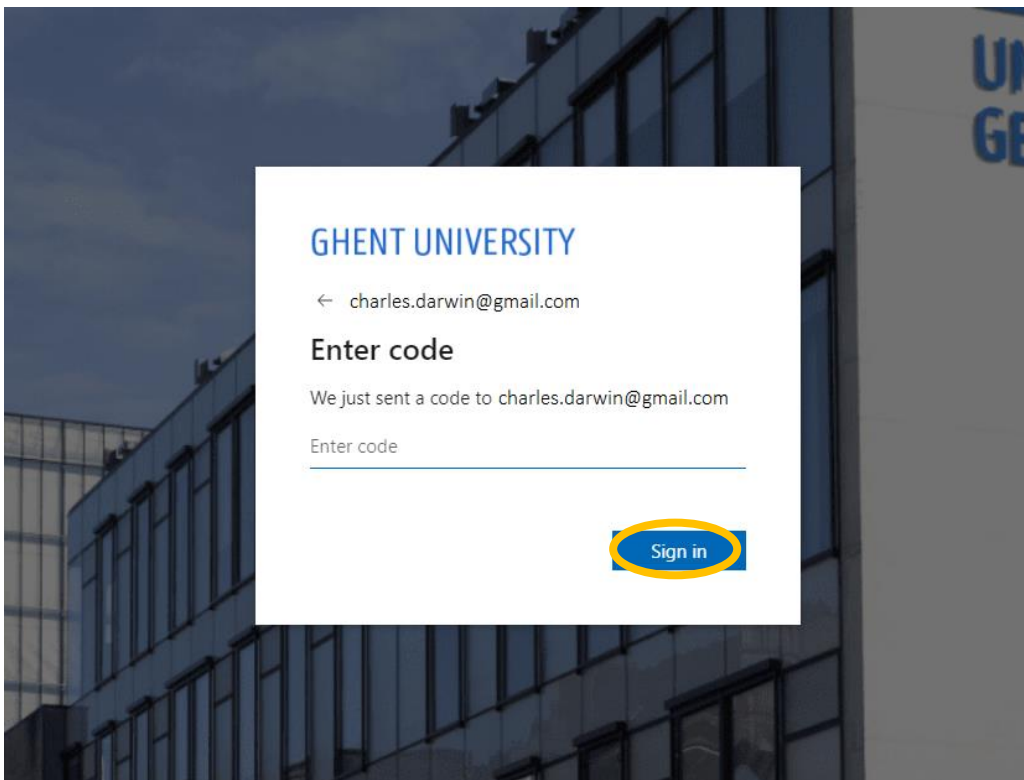 GHENT UNIVERSITY
← charles.darwin@gmail.com
Enter code
We just sent a code to charles.darwin@gmail.com
Enter code
Sign in